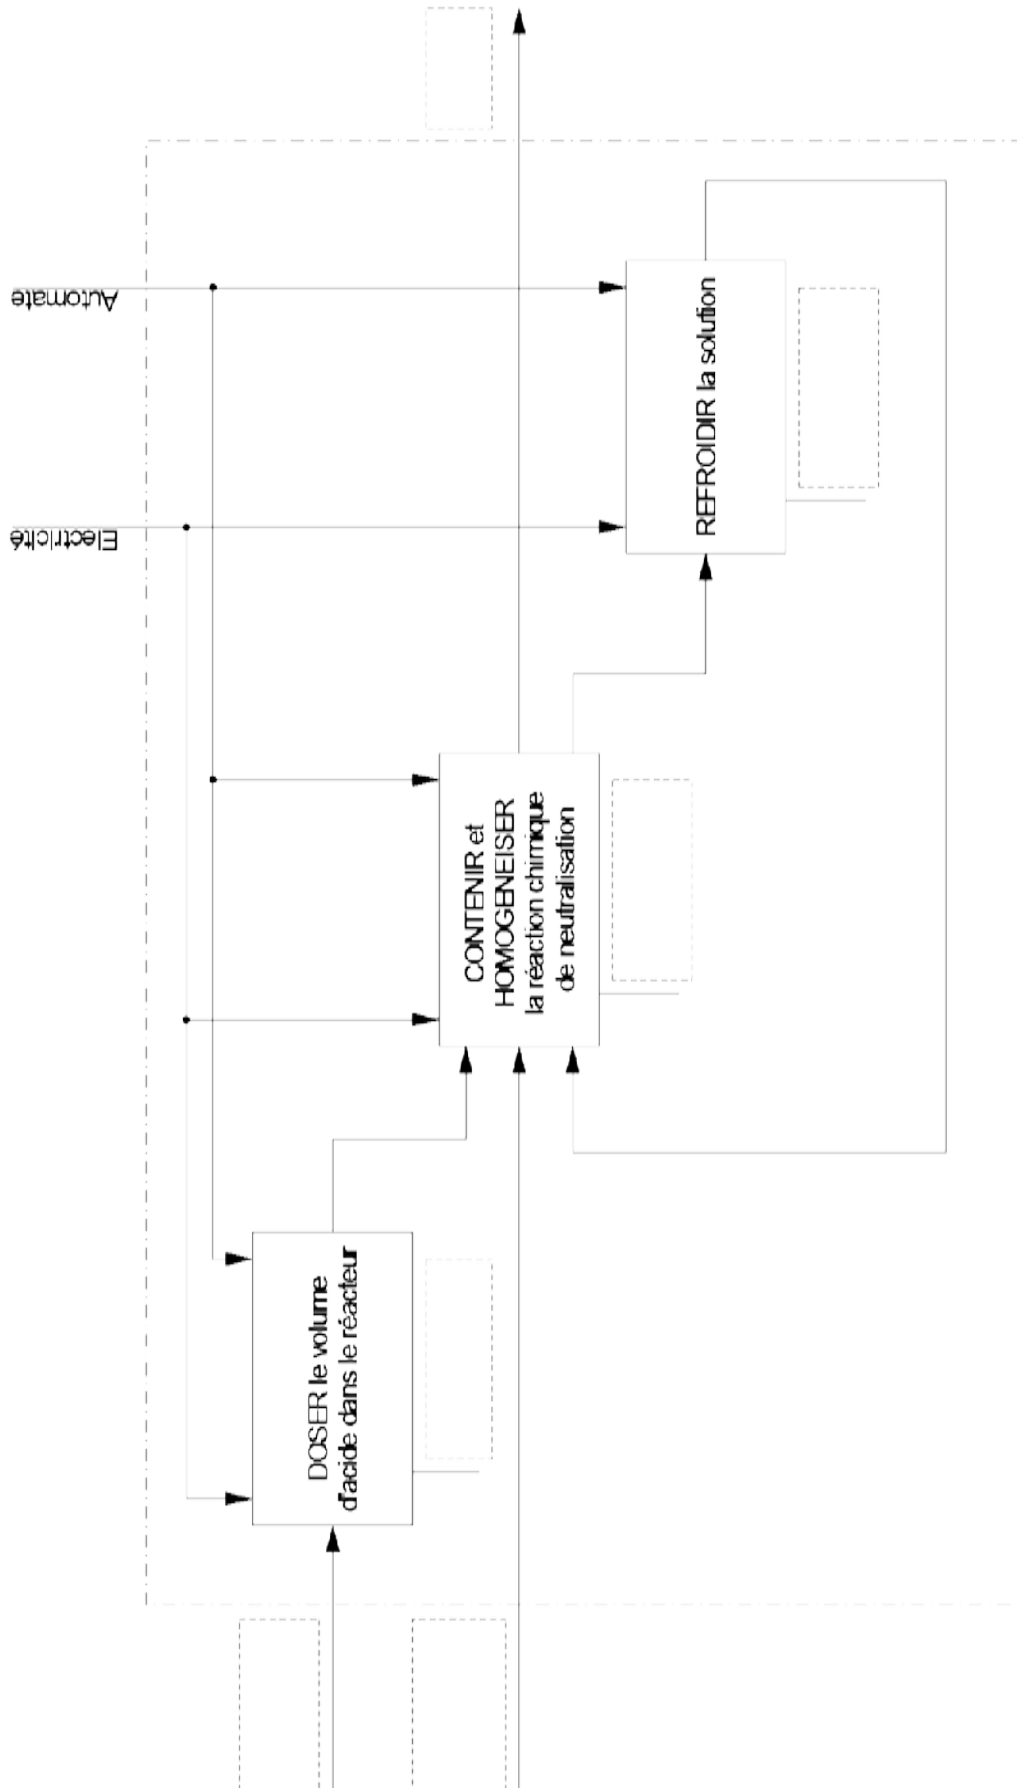 Automate
Electricité
DOSER le volume
d'acide dans le réacteur
CONTENIR et
HOMOGENEISER
la réaction chimique
de neutralisation
REFROIDIR la solution